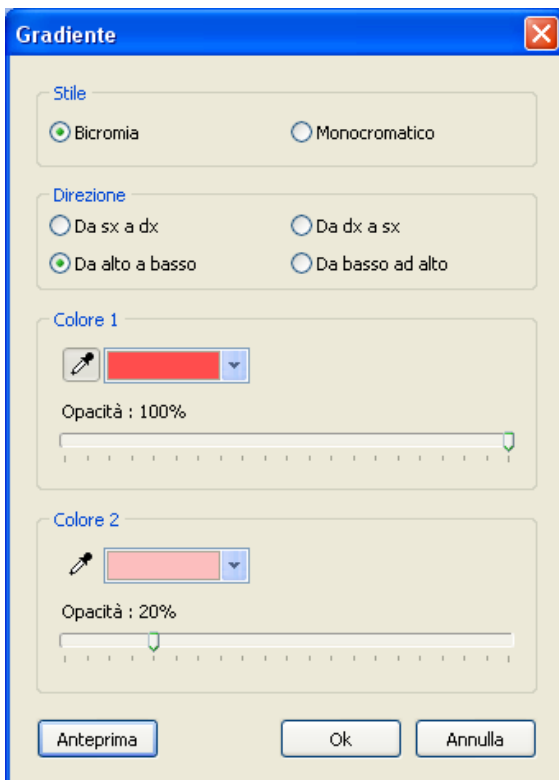 Gradiente
Stile
Bicromia Monocromatico
Direzione
Da sx a dx Da dx a sx
Da alto a basso Da basso ad alto
Colore 1
Opacità : 100%
Colore 2
Opacità : 20%
Anteprima Ok Annulla